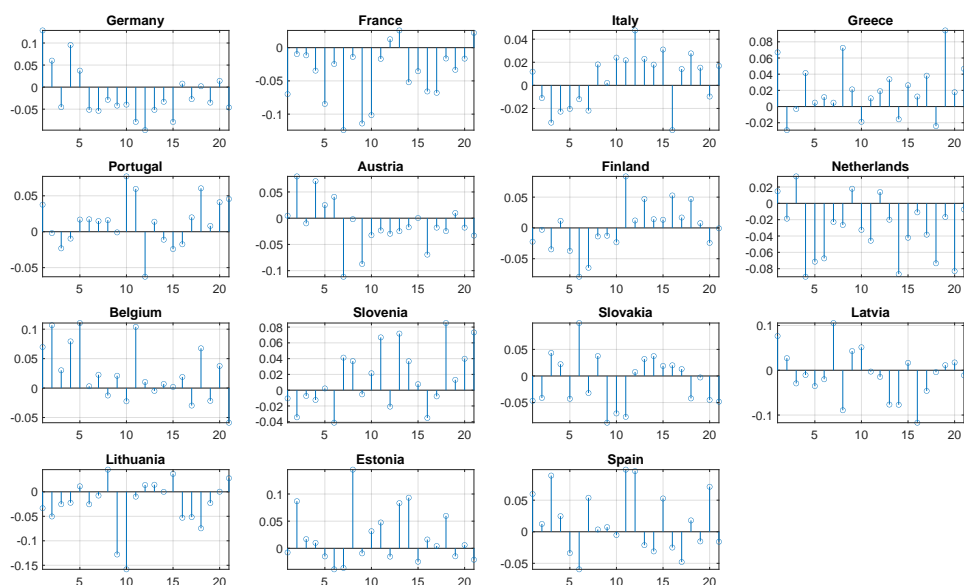 Germany France Italy Greece
0.1 0.05 0 -0.05
0 -0.05 -0.1
0.04 0.02 0 -0.02
0.08 0.06 0.04 0.02 0 -0.02
5 10 15 20 5 10 15 20 5 10 15 20 5 10 15 20
Portugal Austria Finland Netherlands
0.05 0 -0.05
0.05 0 -0.05 -0.1
0.05 0 -0.05
0.02 0 -0.02 -0.04 -0.06 -0.08
5 10 15 20 5 10 15 20 5 10 15 20 5 10 15 20
Belgium Slovenia Slovakia Latvia
0.1 0.05 0 -0.05
0.08 0.06 0.04 0.02 0 -0.02 -0.04
0.05 0 -0.05
0.1 0 -0.1
5 10 15 20 5 10 15 20 5 10 15 20 5 10 15 20
Lithuania Estonia Spain
0 -0.05 -0.1 -0.15
0.1 0.05 0
0.05 0 -0.05
5 10 15 20 5 10 15 20 5 10 15 20